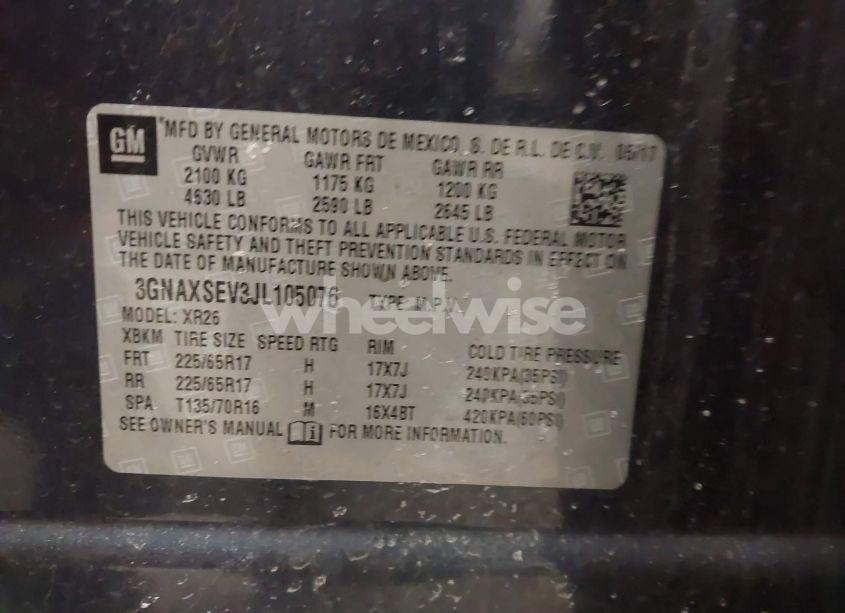 GM
*MFD BY GENERAL MOTORS DE MEXICO, S. DE R.L. DE C.V. 06/17
GVWR GAWR FRT GAWR RR
2100 KG 1175 KG 1200 KG
4630 LB 2590 LB 2645 LB
THIS VEHICLE CONFORMS TO ALL APPLICABLE U.S. FEDERAL MOTOR
VEHICLE SAFETY AND THEFT PREVENTION STANDARDS IN EFFECT ON
THE DATE OF MANUFACTURE SHOWN ABOVE.
3GNAXSEV3JL105076 TYPE: M.P.V.
wheelwise
MODEL: XR26
XBKM TIRE SIZE SPEED RTG RIM COLD TIRE PRESSURE
FRT 225/65R17 H 17X7J 240KPA(35PSI)
RR 225/65R17 H 17X7J 240KPA(35PSI)
SPA T135/70R16 M 16X4BT 420KPA(60PSI)
SEE OWNER'S MANUAL FOR MORE INFORMATION.